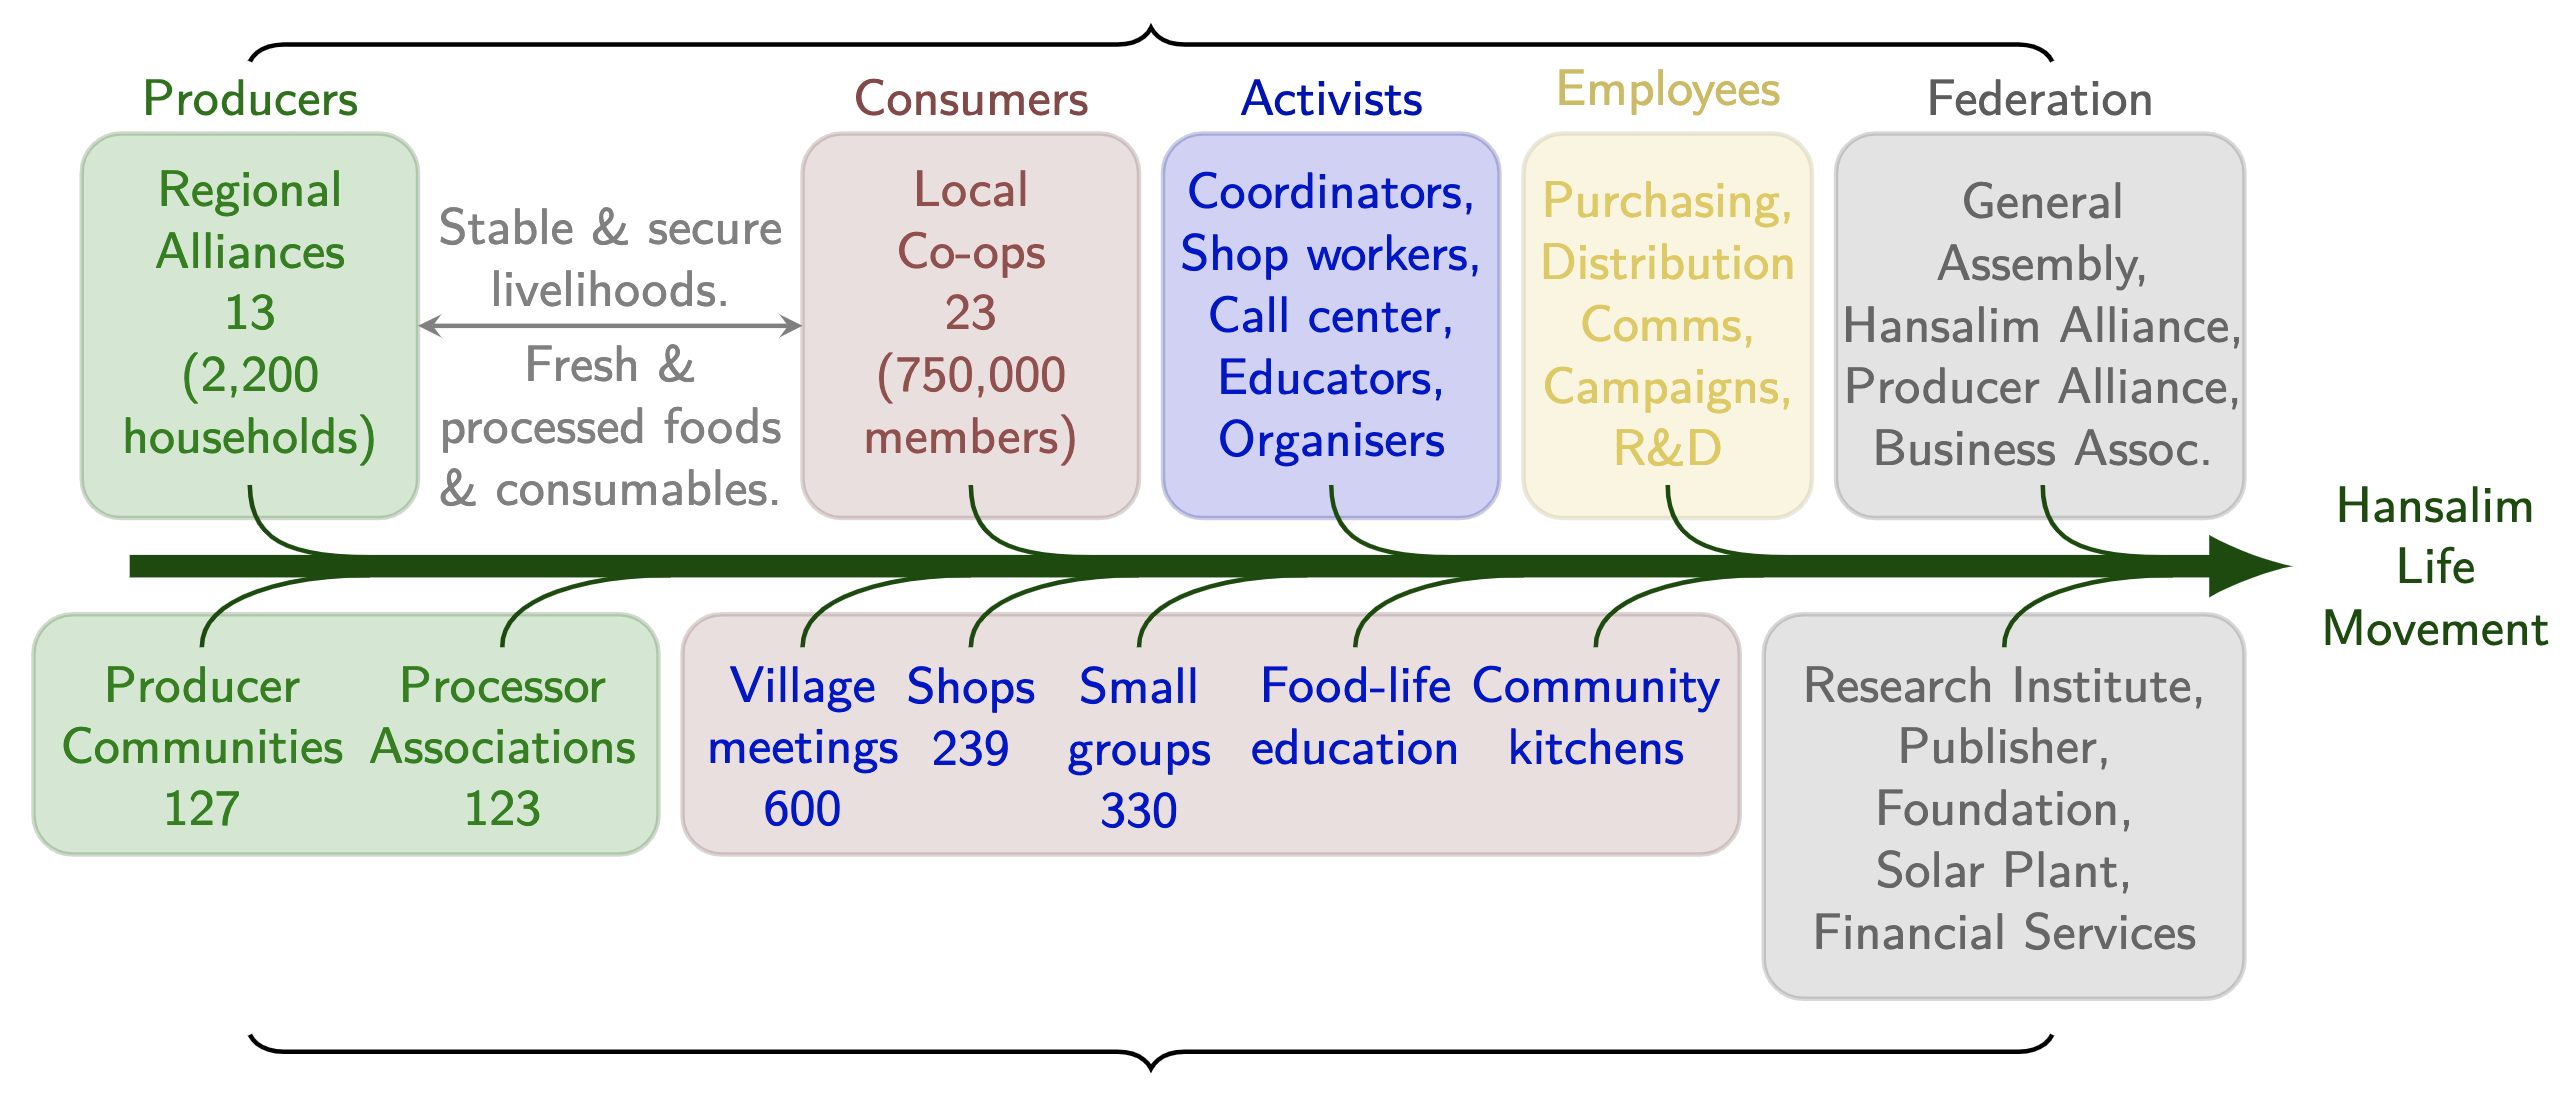 Producers
Regional
Alliances
13
(2,200
households)
Stable & secure
livelihoods.
Fresh &
processed foods
& consumables.
Consumers
Local
Co-ops
23
(750,000
members)
Activists
Coordinators,
Shop workers,
Call center,
Educators,
Organisers
Employees
Purchasing,
Distribution
Comms,
Campaigns,
R&D
Federation
General
Assembly,
Hansalim Alliance,
Producer Alliance,
Business Assoc.
Hansalim
Life
Movement
Producer
Communities
127
Processor
Associations
123
Village
meetings
600
Shops
239
Small
groups
330
Food-life
education
Community
kitchens
Research Institute,
Publisher,
Foundation,
Solar Plant,
Financial Services